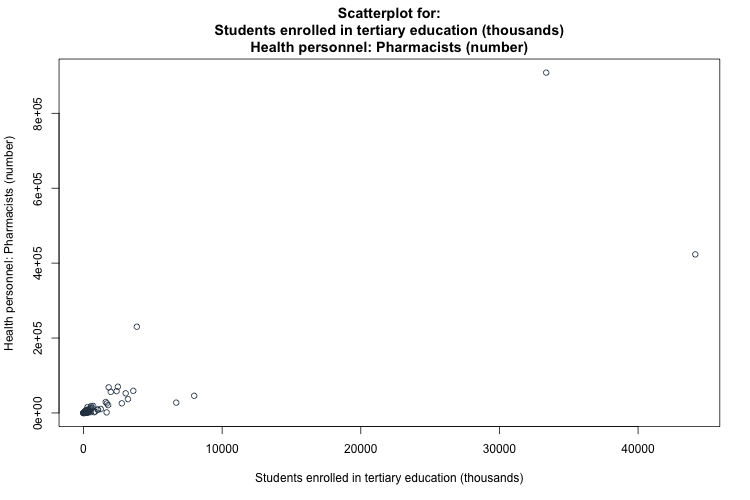 Scatterplot for:
Students enrolled in tertiary education (thousands)
Health personnel: Pharmacists (number)
Health personnel: Pharmacists (number)
8e+05
6e+05
4e+05
2e+05
0e+00
0 10000 20000 30000 40000
Students enrolled in tertiary education (thousands)